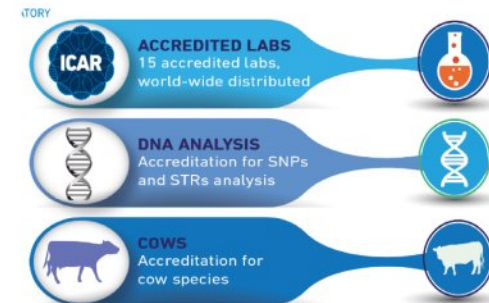 ATORY
ICAR
ACCREDITED LABS
15 accredited labs,
world-wide distributed
DNA ANALYSIS
Accreditation for SNPs
and STRs analysis
COWS
Accreditation for
cow species